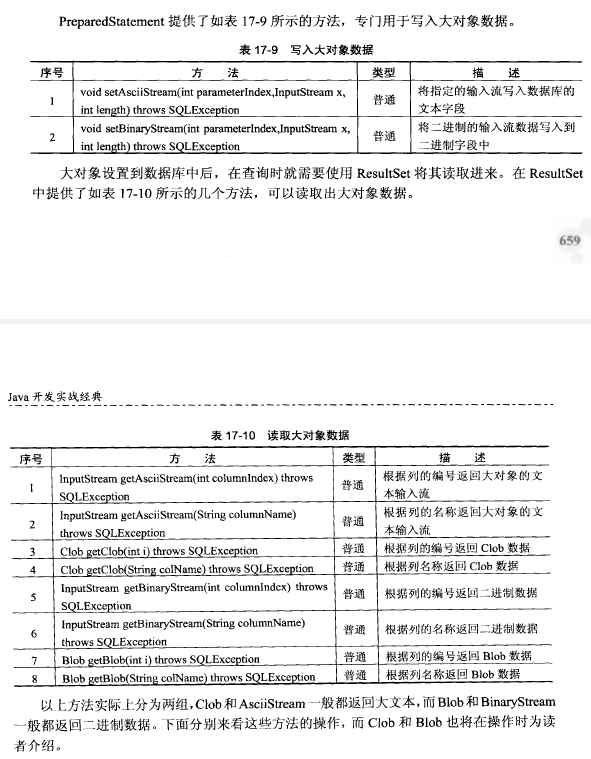 PreparedStatement 提供了如表 17-9 所示的方法，专门用于写入大对象数据。
表 17-9 写入大对象数据
序号 方 法 类型 描 述
1 void setAsciiStream(int parameterIndex,InputStream x, int length) throws SQLException 普通 将指定的输入流写入数据库的文本字段
2 void setBinaryStream(int parameterIndex,InputStream x, int length) throws SQLException 普通 将二进制的输入流数据写入到二进制字段中
大对象设置到数据库中后，在查询时就需要使用 ResultSet 将其读取进来。在 ResultSet
中提供了如表 17-10 所示的几个方法，可以读取出大对象数据。
659
Java 开发实战经典
表 17-10 读取大对象数据
序号 方 法 类型 描 述
1 InputStream getAsciiStream(int columnIndex) throws SQLException 普通 根据列的编号返回大对象的文本输入流
2 InputStream getAsciiStream(String columnName) throws SQLException 普通 根据列的名称返回大对象的文本输入流
3 Clob getClob(int i) throws SQLException 普通 根据列的编号返回 Clob 数据
4 Clob getClob(String colName) throws SQLException 普通 根据列名称返回 Clob 数据
5 InputStream getBinaryStream(int columnIndex) throws SQLException 普通 根据列的编号返回二进制数据
6 InputStream getBinaryStream(String columnName) throws SQLException 普通 根据列的名称返回二进制数据
7 Blob getBlob(int i) throws SQLException 普通 根据列的编号返回 Blob 数据
8 Blob getBlob(String colName) throws SQLException 普通 根据列名称返回 Blob 数据
以上方法实际上分为两组，Clob 和 AsciiStream 一般都返回大文本，而 Blob 和 BinaryStream
一般都返回二进制数据。下面分别来看这些方法的操作，而 Clob 和 Blob 也将在操作时为读
者介绍。